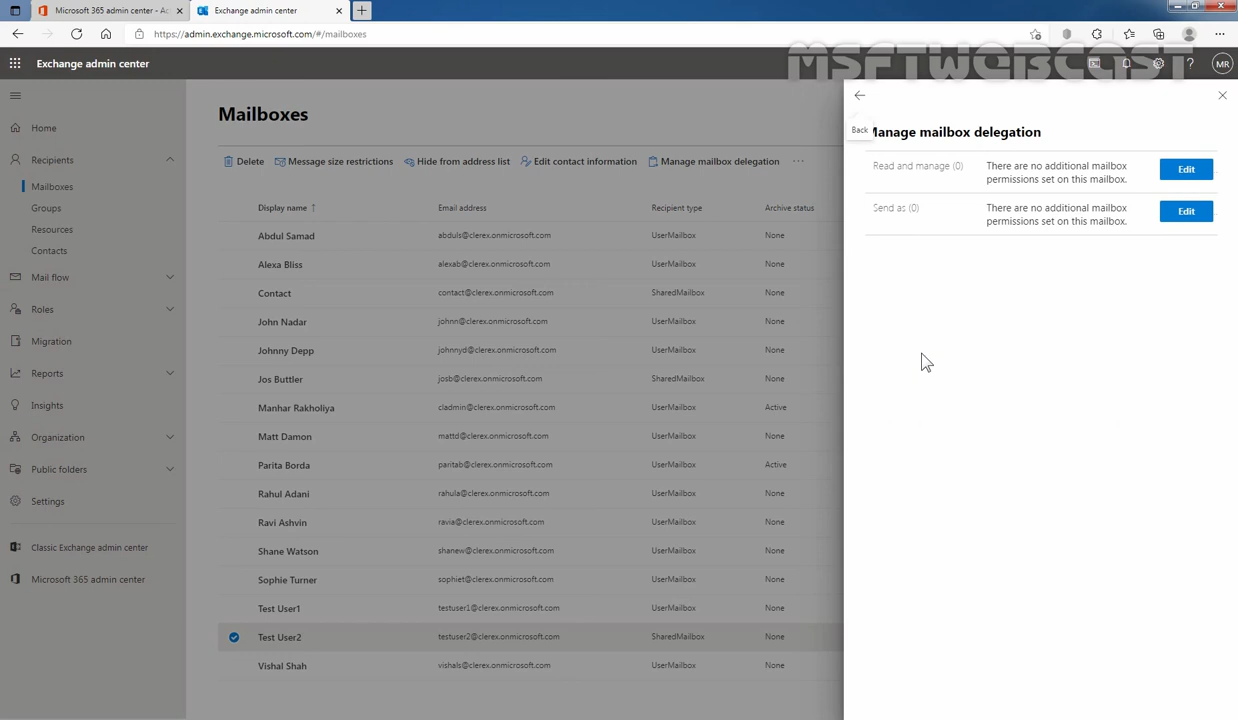 Microsoft 365 admin center - Ac
Exchange admin center
https://admin.exchange.microsoft.com/#/mailboxes
MSFTWEBCAST
Exchange admin center
MR
Home
Recipients
Mailboxes
Groups
Resources
Contacts
Mail flow
Roles
Migration
Reports
Insights
Organization
Public folders
Settings
Classic Exchange admin center
Microsoft 365 admin center
Mailboxes
Delete Message size restrictions Hide from address list Edit contact information Manage mailbox delegation ···
Display name ↑ Email address Recipient type Archive status
Abdul Samad abduls@clerex.onmicrosoft.com UserMailbox None
Alexa Bliss alexab@clerex.onmicrosoft.com UserMailbox None
Contact contact@clerex.onmicrosoft.com SharedMailbox None
John Nadar johnn@clerex.onmicrosoft.com UserMailbox None
Johnny Depp johnnyd@clerex.onmicrosoft.com UserMailbox None
Jos Buttler josb@clerex.onmicrosoft.com SharedMailbox None
Manhar Rakholiya cladmin@clerex.onmicrosoft.com UserMailbox Active
Matt Damon mattd@clerex.onmicrosoft.com UserMailbox None
Parita Borda paritab@clerex.onmicrosoft.com UserMailbox Active
Rahul Adani rahula@clerex.onmicrosoft.com UserMailbox None
Ravi Ashvin ravia@clerex.onmicrosoft.com UserMailbox None
Shane Watson shanew@clerex.onmicrosoft.com UserMailbox None
Sophie Turner sophiet@clerex.onmicrosoft.com UserMailbox None
Test User1 testuser1@clerex.onmicrosoft.com UserMailbox None
Test User2 testuser2@clerex.onmicrosoft.com SharedMailbox None
Vishal Shah vishals@clerex.onmicrosoft.com UserMailbox None
Back
Manage mailbox delegation
Read and manage (0) There are no additional mailbox
permissions set on this mailbox.
Edit
Send as (0) There are no additional mailbox
permissions set on this mailbox.
Edit